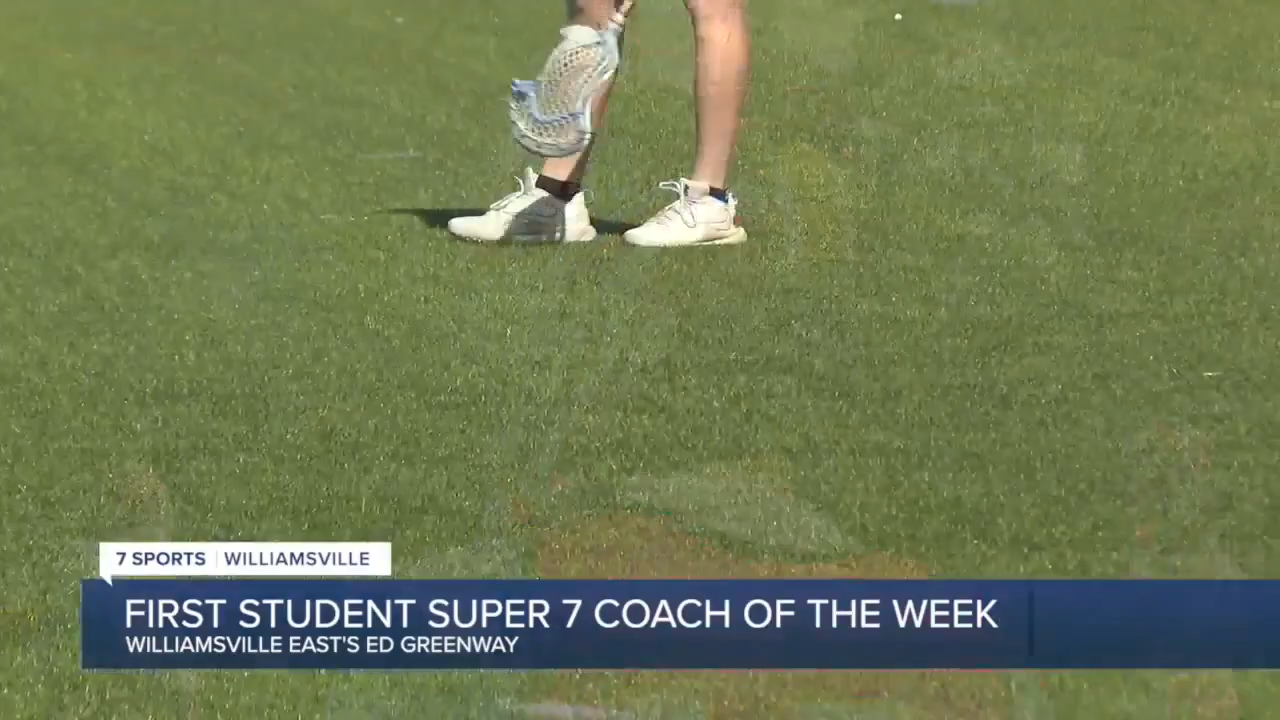 7 SPORTS | WILLIAMSVILLE
FIRST STUDENT SUPER 7 COACH OF THE WEEK
WILLIAMSVILLE EAST'S ED GREENWAY